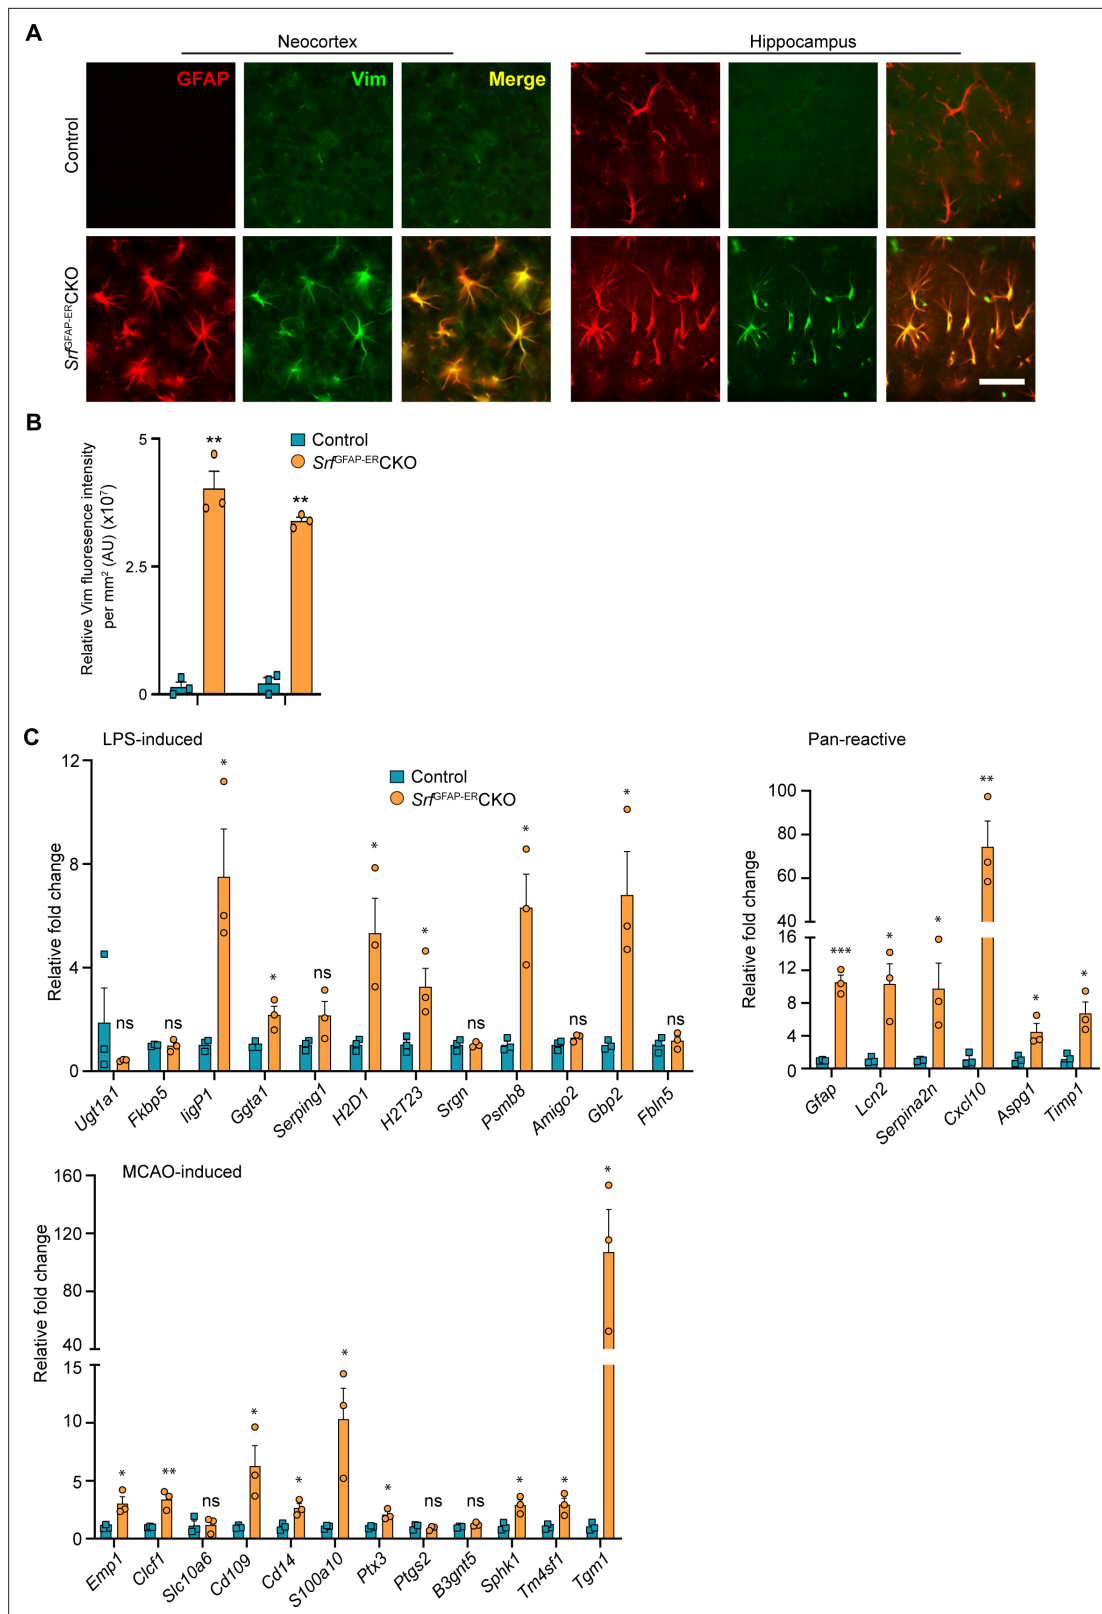 A
Neocortex
Hippocampus
GFAP
Vim
Merge
Control
SrfGFAP-ERCKO
B
Relative Vim fluoresence intensity
per mm2 (AU) (x107)
5
2.5
0
**
**
Control
SrfGFAP-ERCKO
C
LPS-induced
Relative fold change
12
8
4
0
Control
SrfGFAP-ERCKO
ns
ns
*
*
ns
*
*
ns
*
ns
*
ns
Ugt1a1
Fkbp5
IigP1
Ggta1
Serping1
H2D1
H2T23
Srgn
Psmb8
Amigo2
Gbp2
Fbln5
Pan-reactive
Relative fold change
100
80
60
40
16
12
8
4
0
***
*
*
**
*
*
Gfap
Lcn2
Serpina2n
Cxcl10
Aspg1
Timp1
MCAO-induced
Relative fold change
160
120
80
40
15
10
5
0
*
**
ns
*
*
*
*
ns
ns
*
*
*
Emp1
Clcf1
Slc10a6
Cd109
Cd14
S100a10
Ptx3
Ptgs2
B3gnt5
Sphk1
Tm4sf1
Tgm1